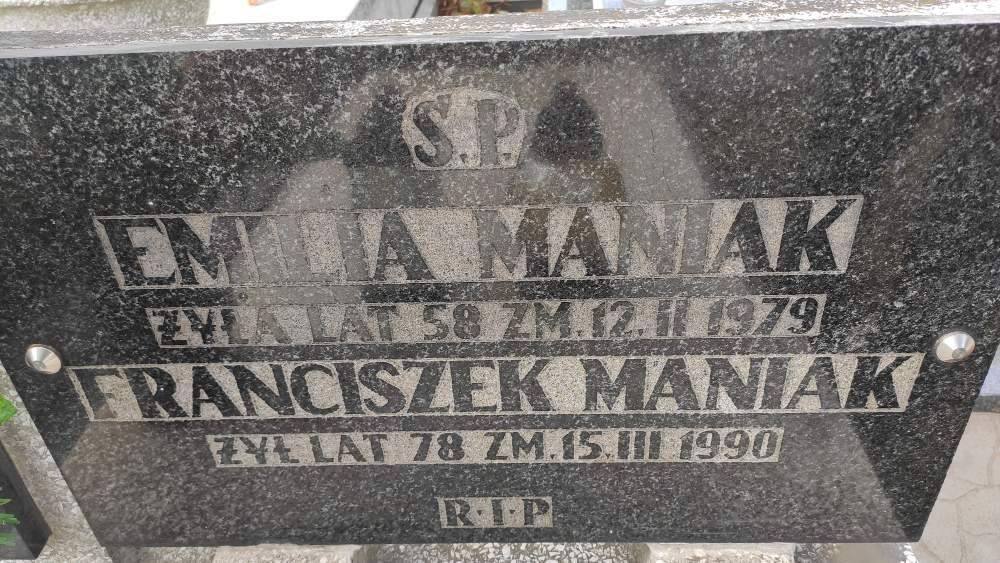 Ś.P.
EMILIA MANIAK
ŻYŁA LAT 58 ZM. 12. II 1979
FRANCISZEK MANIAK
ŻYŁ LAT 78 ZM. 15. III 1990
R·I·P